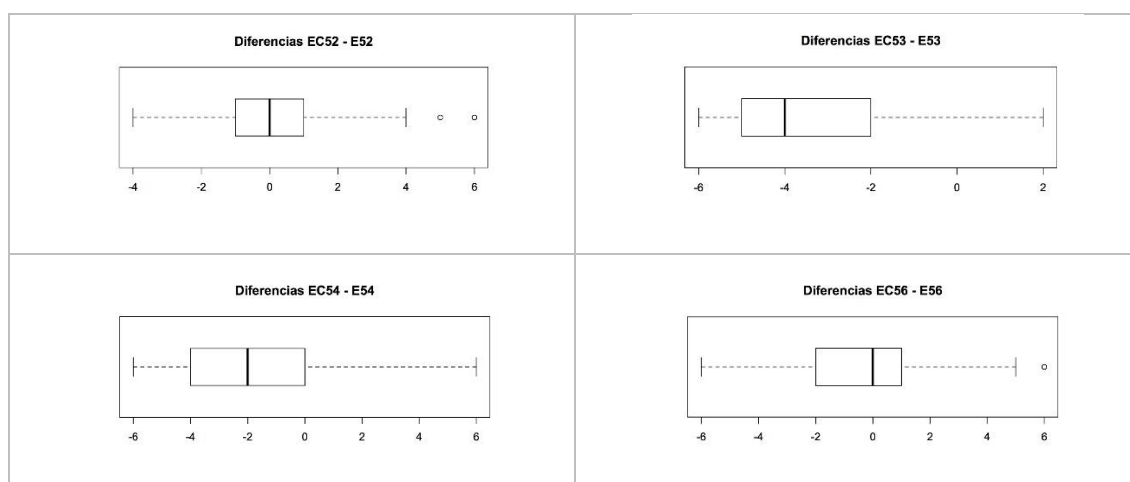 Diferencias EC52 - E52
-4 -2 0 2 4 6
Diferencias EC53 - E53
-6 -4 -2 0 2
Diferencias EC54 - E54
-6 -4 -2 0 2 4 6
Diferencias EC56 - E56
-6 -4 -2 0 2 4 6